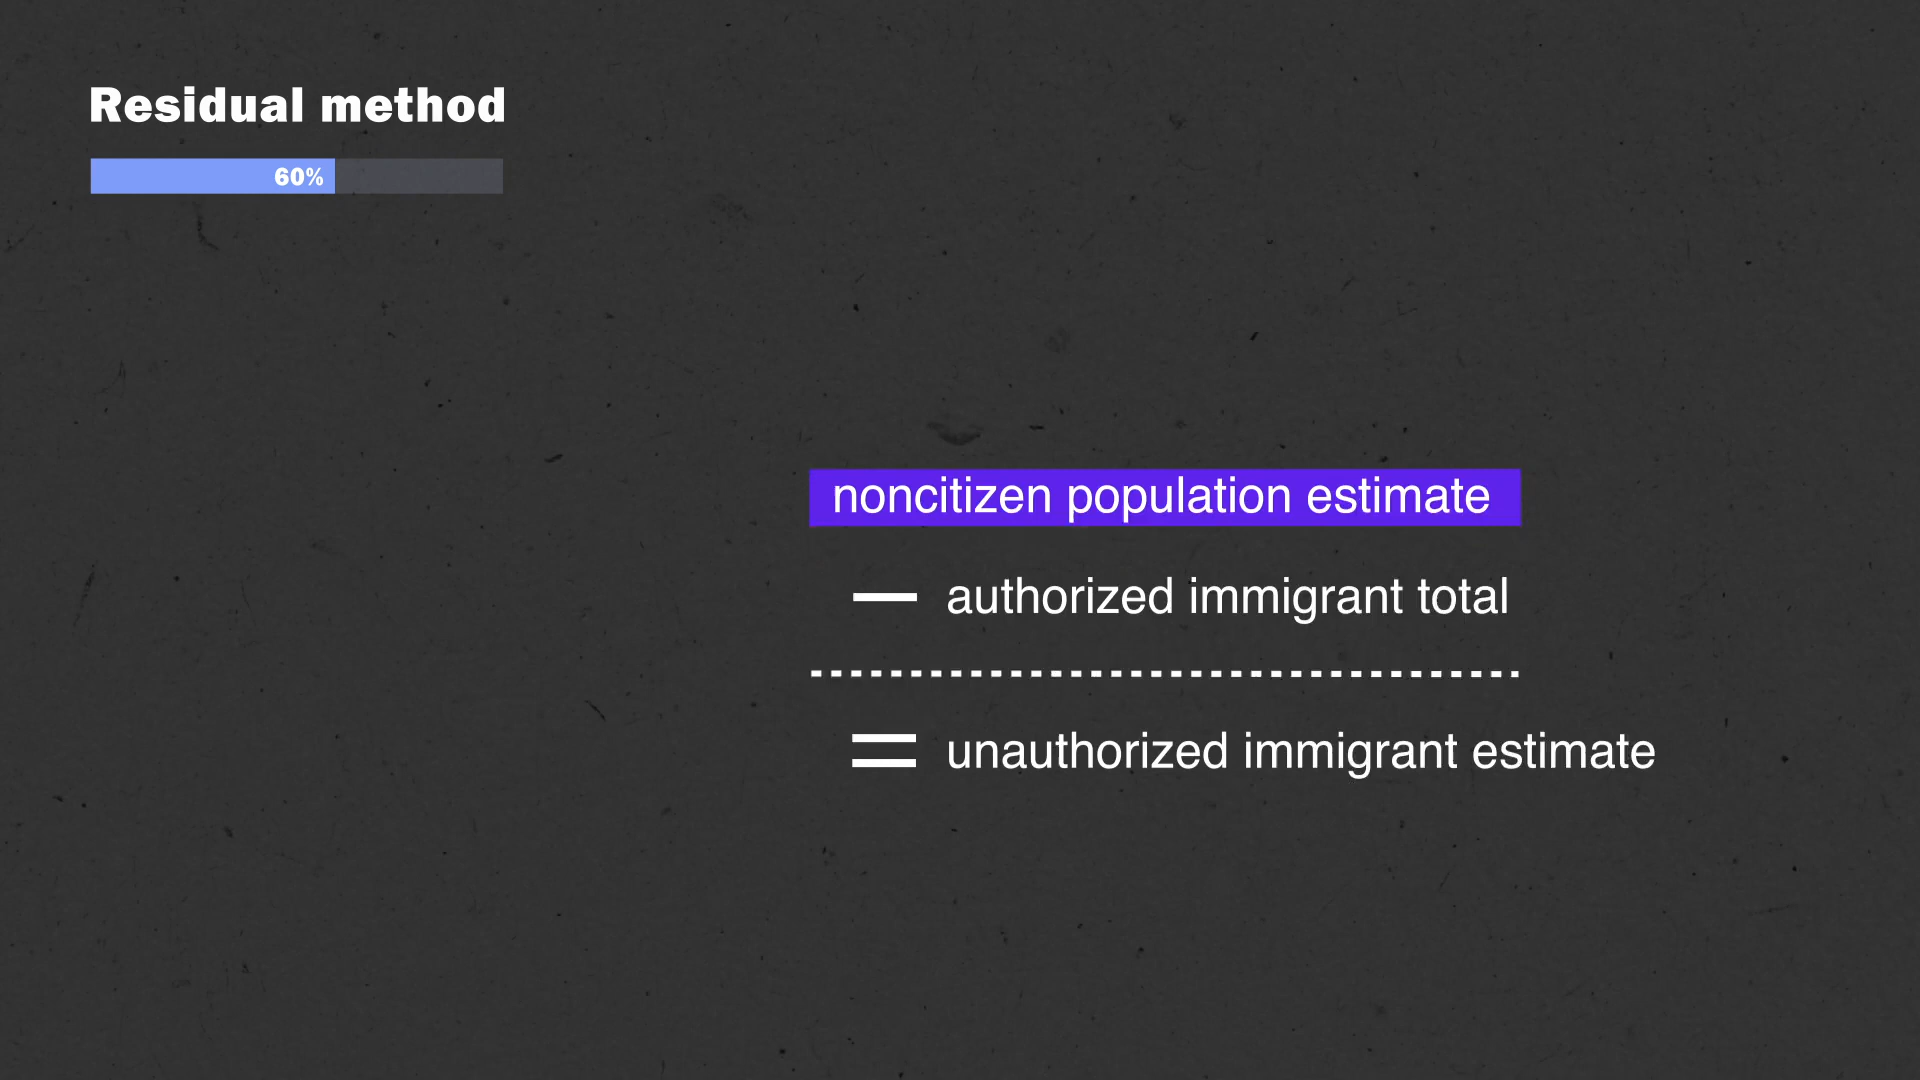 Residual method
60%
noncitizen population estimate
— authorized immigrant total
= unauthorized immigrant estimate